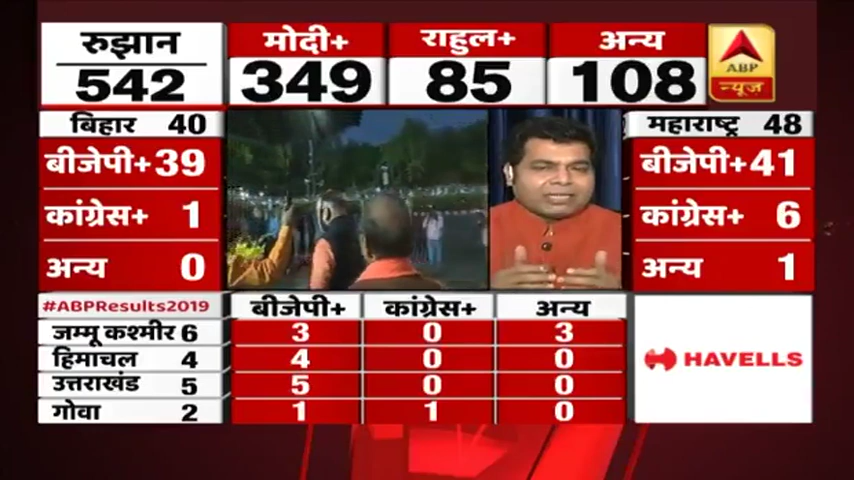 रुझान मोदी+ राहुल+ अन्य
542 349 85 108
ABP
न्यूज़
बिहार 40
बीजेपी+ 39
कांग्रेस+ 1
अन्य 0
महाराष्ट्र 48
बीजेपी+ 41
कांग्रेस+ 6
अन्य 1
#ABPResults2019 बीजेपी+ कांग्रेस+ अन्य
जम्मू कश्मीर 6 3 0 3
हिमाचल 4 4 0 0
उत्तराखंड 5 5 0 0
गोवा 2 1 1 0
HAVELLS